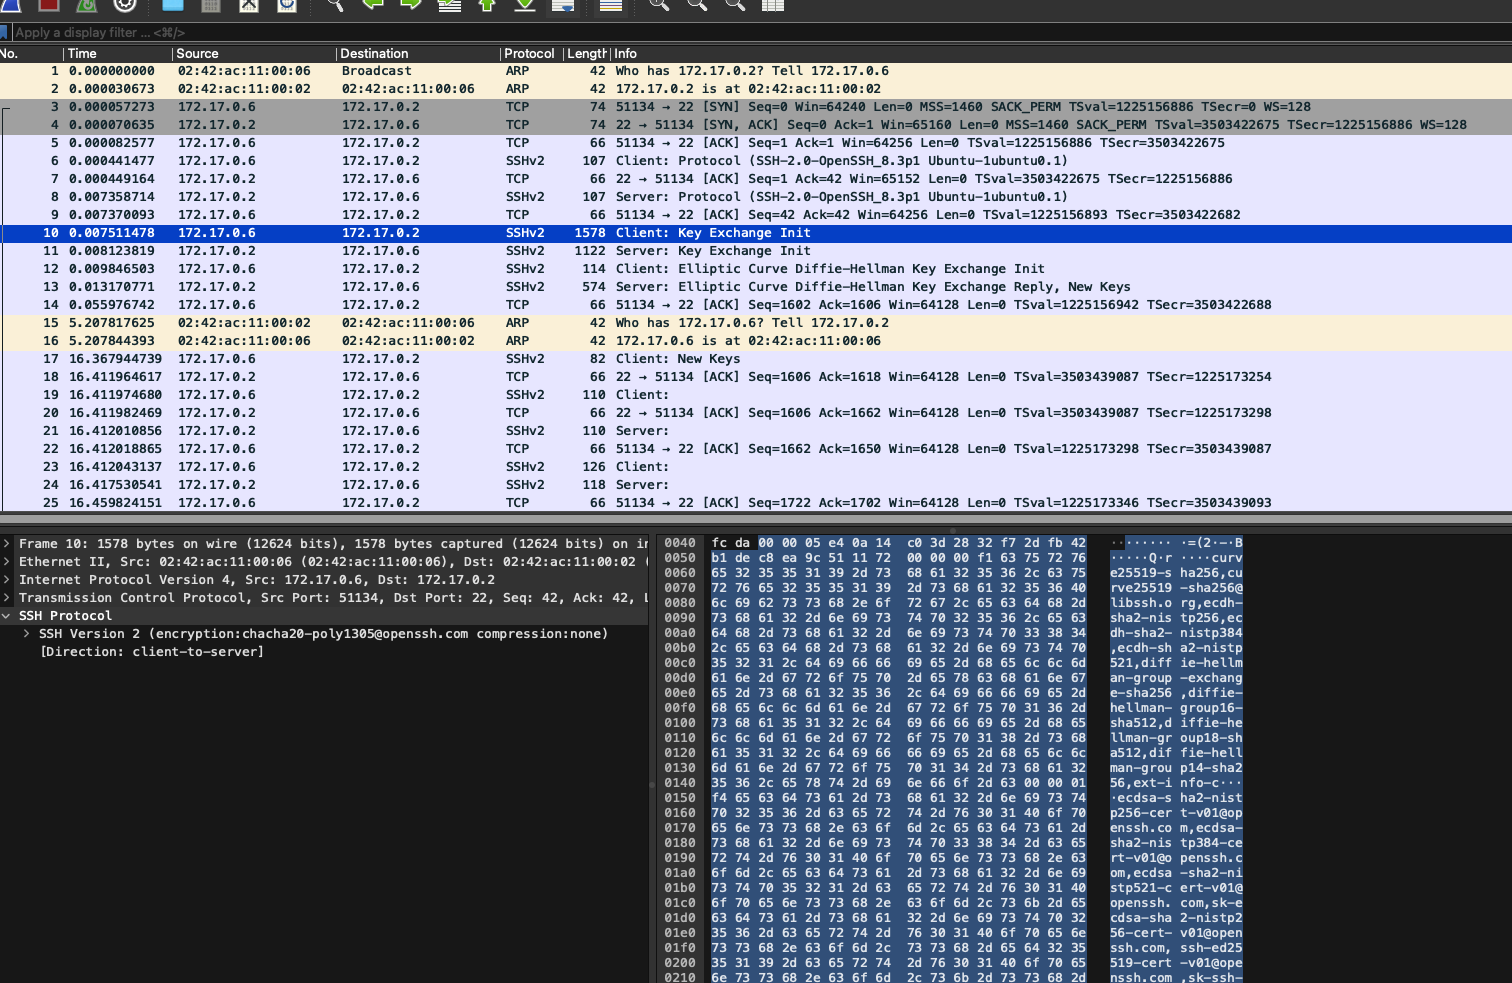 Apply a display filter ... <⌘/>
No. Time Source Destination Protocol Length Info
1 0.000000000 02:42:ac:11:00:06 Broadcast ARP 42 Who has 172.17.0.2? Tell 172.17.0.6
2 0.000030673 02:42:ac:11:00:02 02:42:ac:11:00:06 ARP 42 172.17.0.2 is at 02:42:ac:11:00:02
3 0.000057273 172.17.0.6 172.17.0.2 TCP 74 51134 → 22 [SYN] Seq=0 Win=64240 Len=0 MSS=1460 SACK_PERM TSval=1225156886 TSecr=0 WS=128
4 0.000070635 172.17.0.2 172.17.0.6 TCP 74 22 → 51134 [SYN, ACK] Seq=0 Ack=1 Win=65160 Len=0 MSS=1460 SACK_PERM TSval=3503422675 TSecr=1225156886 WS=128
5 0.000082577 172.17.0.6 172.17.0.2 TCP 66 51134 → 22 [ACK] Seq=1 Ack=1 Win=64256 Len=0 TSval=1225156886 TSecr=3503422675
6 0.000441477 172.17.0.6 172.17.0.2 SSHv2 107 Client: Protocol (SSH-2.0-OpenSSH_8.3p1 Ubuntu-1ubuntu0.1)
7 0.000449164 172.17.0.2 172.17.0.6 TCP 66 22 → 51134 [ACK] Seq=1 Ack=42 Win=65152 Len=0 TSval=3503422675 TSecr=1225156886
8 0.007358714 172.17.0.2 172.17.0.6 SSHv2 107 Server: Protocol (SSH-2.0-OpenSSH_8.3p1 Ubuntu-1ubuntu0.1)
9 0.007370093 172.17.0.6 172.17.0.2 TCP 66 51134 → 22 [ACK] Seq=42 Ack=42 Win=64256 Len=0 TSval=1225156893 TSecr=3503422682
10 0.007511478 172.17.0.6 172.17.0.2 SSHv2 1578 Client: Key Exchange Init
11 0.008123819 172.17.0.2 172.17.0.6 SSHv2 1122 Server: Key Exchange Init
12 0.009846503 172.17.0.6 172.17.0.2 SSHv2 114 Client: Elliptic Curve Diffie-Hellman Key Exchange Init
13 0.013170771 172.17.0.2 172.17.0.6 SSHv2 574 Server: Elliptic Curve Diffie-Hellman Key Exchange Reply, New Keys
14 0.055976742 172.17.0.6 172.17.0.2 TCP 66 51134 → 22 [ACK] Seq=1602 Ack=1606 Win=64128 Len=0 TSval=1225156942 TSecr=3503422688
15 5.207817625 02:42:ac:11:00:02 02:42:ac:11:00:06 ARP 42 Who has 172.17.0.6? Tell 172.17.0.2
16 5.207844393 02:42:ac:11:00:06 02:42:ac:11:00:02 ARP 42 172.17.0.6 is at 02:42:ac:11:00:06
17 16.367944739 172.17.0.6 172.17.0.2 SSHv2 82 Client: New Keys
18 16.411964617 172.17.0.2 172.17.0.6 TCP 66 22 → 51134 [ACK] Seq=1606 Ack=1618 Win=64128 Len=0 TSval=3503439087 TSecr=1225173254
19 16.411974680 172.17.0.6 172.17.0.2 SSHv2 110 Client:
20 16.411982469 172.17.0.2 172.17.0.6 TCP 66 22 → 51134 [ACK] Seq=1606 Ack=1662 Win=64128 Len=0 TSval=3503439087 TSecr=1225173298
21 16.412010856 172.17.0.2 172.17.0.6 SSHv2 110 Server:
22 16.412018865 172.17.0.6 172.17.0.2 TCP 66 51134 → 22 [ACK] Seq=1662 Ack=1650 Win=64128 Len=0 TSval=1225173298 TSecr=3503439087
23 16.412043137 172.17.0.6 172.17.0.2 SSHv2 126 Client:
24 16.417530541 172.17.0.2 172.17.0.6 SSHv2 118 Server:
25 16.459824151 172.17.0.6 172.17.0.2 TCP 66 51134 → 22 [ACK] Seq=1722 Ack=1702 Win=64128 Len=0 TSval=1225173346 TSecr=3503439093
Frame 10: 1578 bytes on wire (12624 bits), 1578 bytes captured (12624 bits) on
Ethernet II, Src: 02:42:ac:11:00:06 (02:42:ac:11:00:06), Dst: 02:42:ac:11:00:02 (
Internet Protocol Version 4, Src: 172.17.0.6, Dst: 172.17.0.2
Transmission Control Protocol, Src Port: 51134, Dst Port: 22, Seq: 42, Ack: 42,
SSH Protocol
SSH Version 2 (encryption:chacha20-poly1305@openssh.com compression:none)
[Direction: client-to-server]
0040 fc da 00 00 05 e4 0a 14 c0 3d 28 32 f7 2d fb 42 ········ ·=(2·-·B
0050 b1 de c8 ea 9c 51 11 72 00 00 00 f1 63 75 72 76 ·····Q·r ····curv
0060 65 32 35 35 31 39 2d 73 68 61 32 35 36 2c 63 75 e25519-s ha256,cu
0070 72 76 65 32 35 35 31 39 2d 73 68 61 32 35 36 40 rve25519 -sha256@
0080 6c 69 62 73 73 68 2e 6f 72 67 2c 65 63 64 68 2d libssh.o rg,ecdh-
0090 73 68 61 32 2d 6e 69 73 74 70 32 35 36 2c 65 63 sha2-nis tp256,ec
00a0 64 68 2d 73 68 61 32 2d 6e 69 73 74 70 33 38 34 dh-sha2- nistp384
00b0 2c 65 63 64 68 2d 73 68 61 32 2d 6e 69 73 74 70 ,ecdh-sh a2-nistp
00c0 35 32 31 2c 64 69 66 66 69 65 2d 68 65 6c 6c 6d 521,diff ie-hellm
00d0 61 6e 2d 67 72 6f 75 70 2d 65 78 63 68 61 6e 67 an-group -exchang
00e0 65 2d 73 68 61 32 35 36 2c 64 69 66 66 69 65 2d e-sha256 ,diffie-
00f0 68 65 6c 6c 6d 61 6e 2d 67 72 6f 75 70 31 36 2d hellman- group16-
0100 73 68 61 35 31 32 2c 64 69 66 66 69 65 2d 68 65 sha512,d iffie-he
0110 6c 6c 6d 61 6e 2d 67 72 6f 75 70 31 38 2d 73 68 llman-gr oup18-sh
0120 61 35 31 32 2c 64 69 66 66 69 65 2d 68 65 6c 6c a512,dif fie-hell
0130 6d 61 6e 2d 67 72 6f 75 70 31 34 2d 73 68 61 32 man-grou p14-sha2
0140 35 36 2c 65 78 74 2d 69 6e 66 6f 2d 63 00 00 01 56,ext-i nfo-c···
0150 f4 65 63 64 73 61 2d 73 68 61 32 2d 6e 69 73 74 ·ecdsa-s ha2-nist
0160 70 32 35 36 2d 63 65 72 74 2d 76 30 31 40 6f 70 p256-cer t-v01@op
0170 65 6e 73 73 68 2e 63 6f 6d 2c 65 63 64 73 61 2d enssh.co m,ecdsa-
0180 73 68 61 32 2d 6e 69 73 74 70 33 38 34 2d 63 65 sha2-nis tp384-ce
0190 72 74 2d 76 30 31 40 6f 70 65 6e 73 73 68 2e 63 rt-v01@o penssh.c
01a0 6f 6d 2c 65 63 64 73 61 2d 73 68 61 32 2d 6e 69 om,ecdsa -sha2-ni
01b0 73 74 70 35 32 31 2d 63 65 72 74 2d 76 30 31 40 stp521-c ert-v01@
01c0 6f 70 65 6e 73 73 68 2e 63 6f 6d 2c 73 6b 2d 65 openssh. com,sk-e
01d0 63 64 73 61 2d 73 68 61 32 2d 6e 69 73 74 70 32 cdsa-sha 2-nistp2
01e0 35 36 2d 63 65 72 74 2d 76 30 31 40 6f 70 65 6e 56-cert- v01@open
01f0 73 73 68 2e 63 6f 6d 2c 73 73 68 2d 65 64 32 35 ssh.com, ssh-ed25
0200 35 31 39 2d 63 65 72 74 2d 76 30 31 40 6f 70 65 519-cert -v01@ope
0210 6e 73 73 68 2e 63 6f 6d 2c 73 6b 2d 73 73 68 2d nssh.com ,sk-ssh-